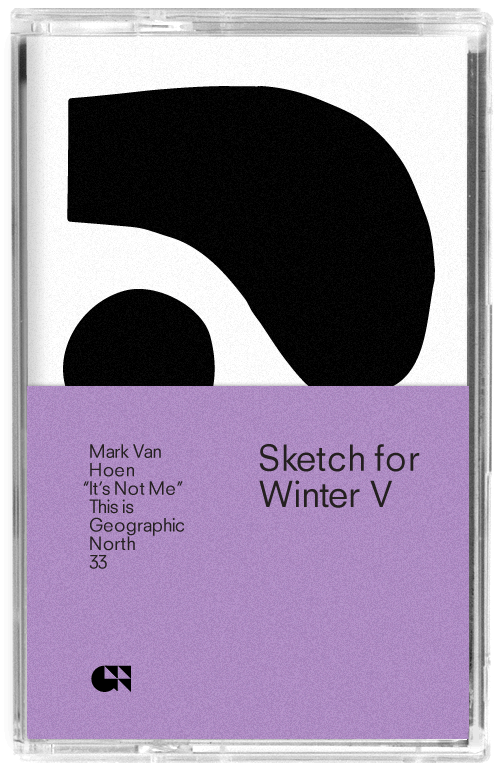 Mark Van
Hoen
“It’s Not Me”
This is
Geographic
North
33
Sketch for
Winter V